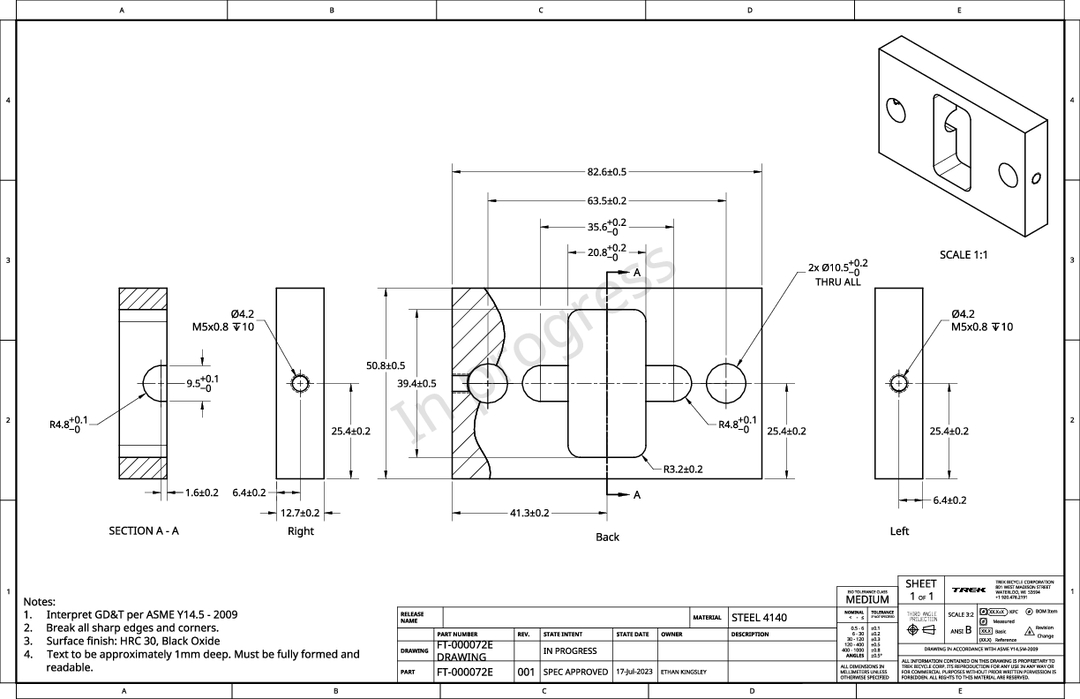 A B C D E
4 4
82.6±0.5
63.5±0.2
35.6+0.2
−0
20.8+0.2
−0
A
SCALE 1:1
3 3
2x Ø10.5+0.2
−0
THRU ALL
Ø4.2
M5x0.8 ↧10
Ø4.2
M5x0.8 ↧10
50.8±0.5
39.4±0.5
9.5+0.1
−0
In progress
R4.8+0.1
−0
R4.8+0.1
−0
2 2
25.4±0.2
25.4±0.2
25.4±0.2
R3.2±0.2
1.6±0.2
6.4±0.2
A
6.4±0.2
12.7±0.2
41.3±0.2
SECTION A - A
Right
Back
Left
1 1
Notes:
1. Interpret GD&T per ASME Y14.5 - 2009
2. Break all sharp edges and corners.
3. Surface finish: HRC 30, Black Oxide
4. Text to be approximately 1mm deep. Must be fully formed and
readable.
RELEASE
NAME
MATERIAL STEEL 4140
PART NUMBER REV. STATE INTENT STATE DATE OWNER DESCRIPTION
DRAWING FT-000072E
DRAWING
IN PROGRESS
PART FT-000072E 001 SPEC APPROVED 17-Jul-2023 ETHAN KINGSLEY
ISO TOLERANCE CLASS
MEDIUM
NOMINAL TOLERANCE
0.5 - 6 ±0.1
6 - 30 ±0.2
30 - 120 ±0.3
120 - 400 ±0.5
400 - 1000 ±0.8
ANGLES ±0.5°
ALL DIMENSIONS IN
MILLIMETERS UNLESS
OTHERWISE SPECIFIED
SHEET
1 OF 1
TREK
TREK BICYCLE CORPORATION
801 WEST MADISON STREET
WATERLOO, WI. 53594
+1 920.478.2191
THIRD ANGLE
PROJECTION
SCALE 3:2
ANSI B
KPC
BOM Item
Measured
Basic
Reference
Revision
Change
DRAWING IN ACCORDANCE WITH ASME Y14.5M-2009
ALL INFORMATION CONTAINED ON THIS DRAWING IS PROPRIETARY TO
TREK BICYCLE CORP. ITS REPRODUCTION FOR ANY USE IN ANY WAY OR
FOR COMMERCIAL PURPOSES WITHOUT PRIOR WRITTEN PERMISSION IS
FORBIDDEN. ALL RIGHTS TO THIS MATERIAL ARE RESERVED.
A B C D E